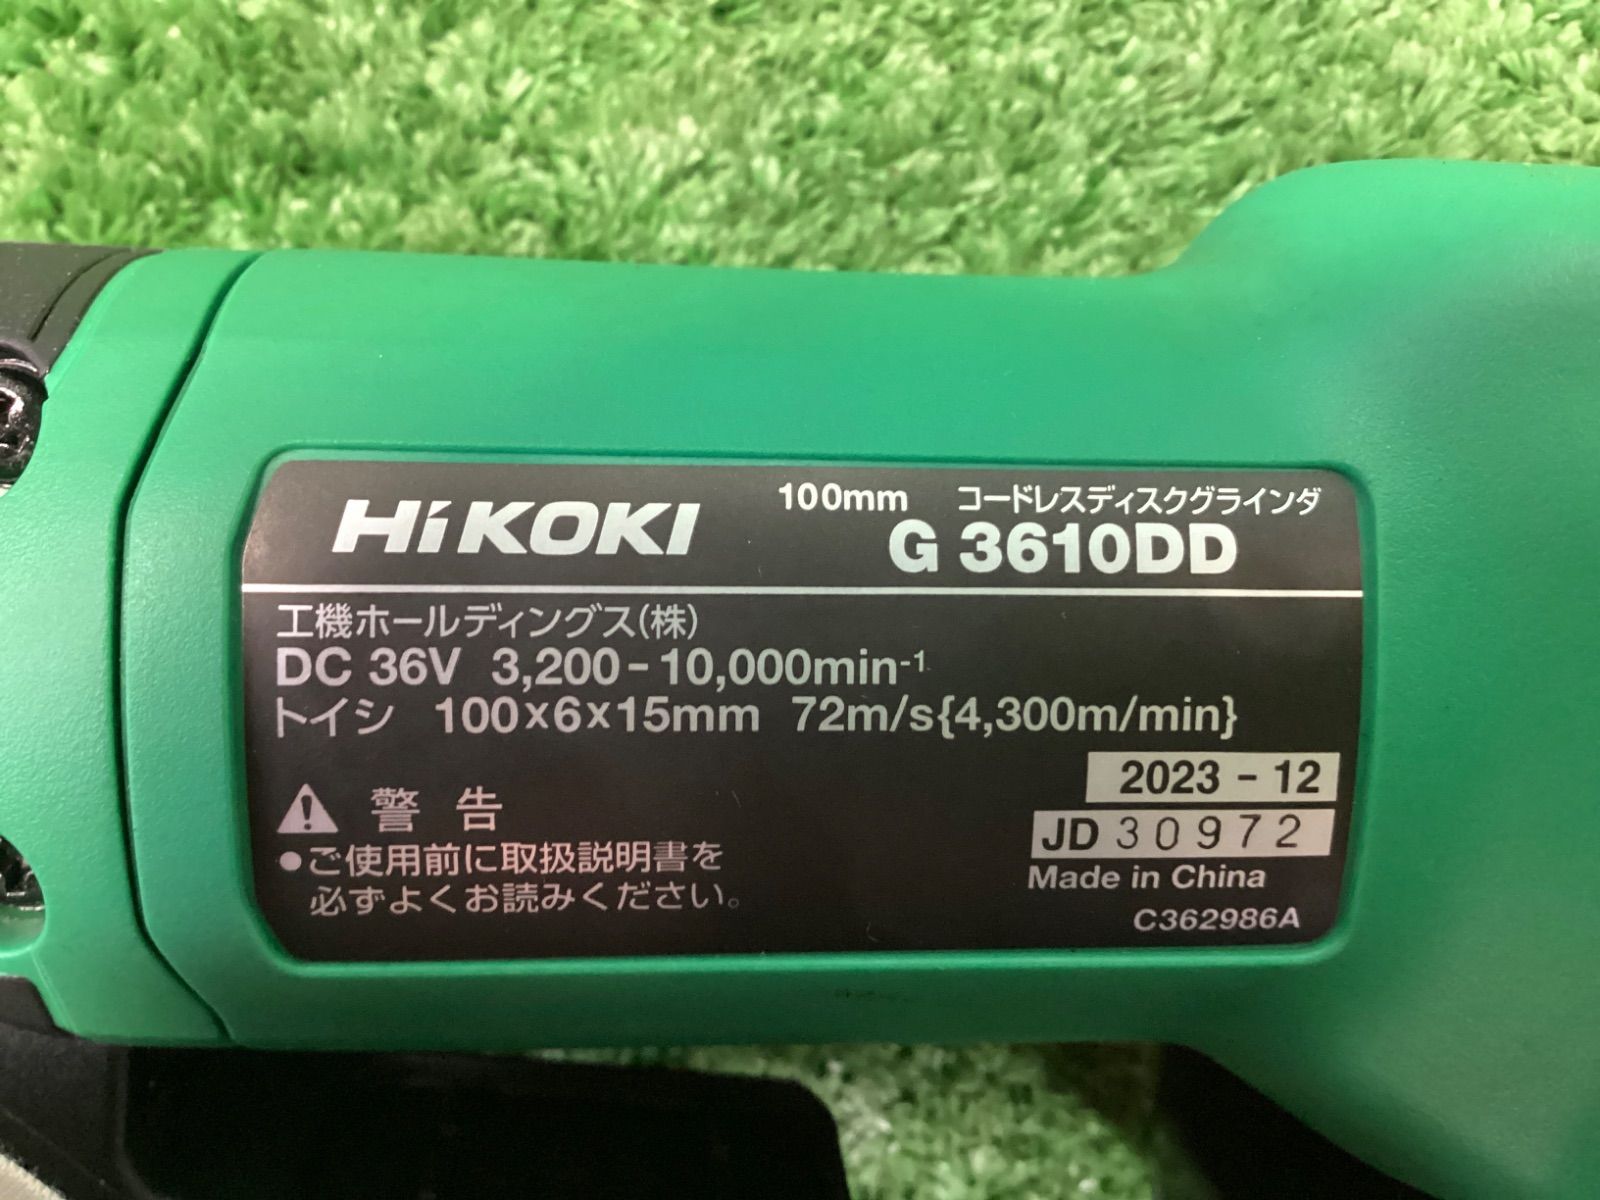 HiKOKI
100mm コードレスディスクグラインダ
G 3610DD
工機ホールディングス(株)
DC 36V 3,200-10,000min-1
トイシ 100×6×15mm 72m/s{4,300m/min}
2023 - 12
JD 30972
Made in China
C362986A
警 告
●ご使用前に取扱説明書を
必ずよくお読みください。